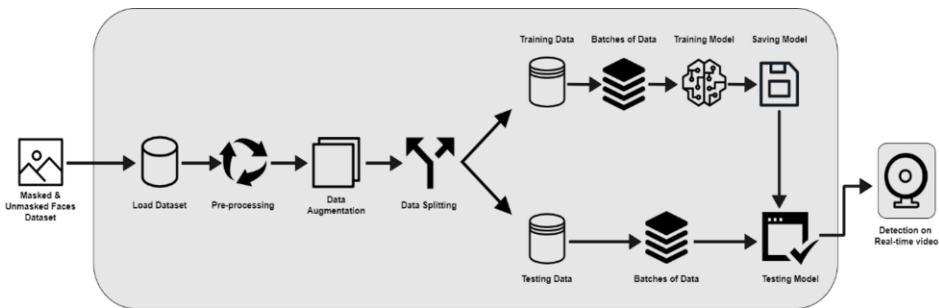 Training Data
Batches of Data
Training Model
Saving Model
Masked &
Unmasked Faces
Dataset
Load Dataset
Pre-processing
Data
Augmentation
Data Splitting
Testing Data
Batches of Data
Testing Model
Detection on
Real-time video